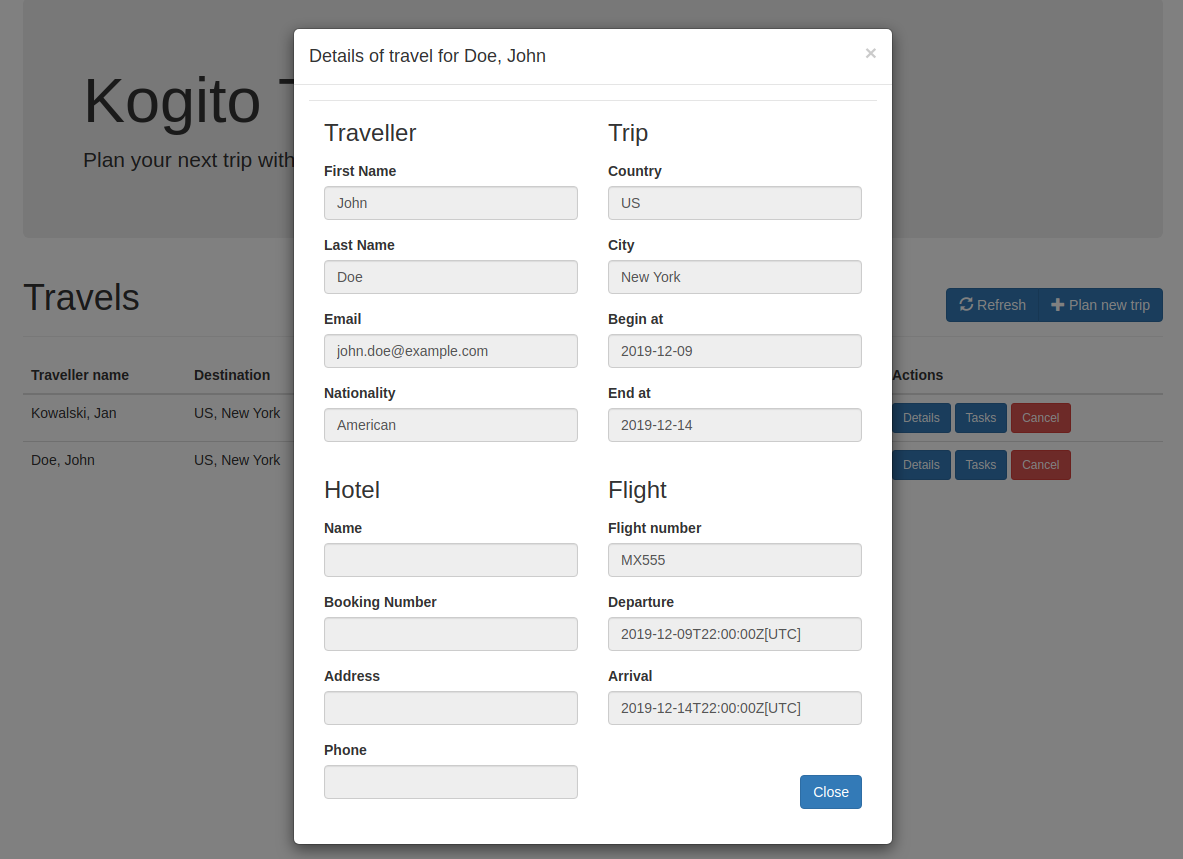 Details of travel for Doe, John ×
Kogito
Plan your next trip with
Traveller
First Name
John
Last Name
Doe
Email
john.doe@example.com
Nationality
American
Trip
Country
US
City
New York
Begin at
2019-12-09
End at
2019-12-14
Hotel
Name
Booking Number
Address
Phone
Flight
Flight number
MX555
Departure
2019-12-09T22:00:00Z[UTC]
Arrival
2019-12-14T22:00:00Z[UTC]
Close
Travels
Refresh Plan new trip
Traveller name Destination Actions
Kowalski, Jan US, New York Details Tasks Cancel
Doe, John US, New York Details Tasks Cancel